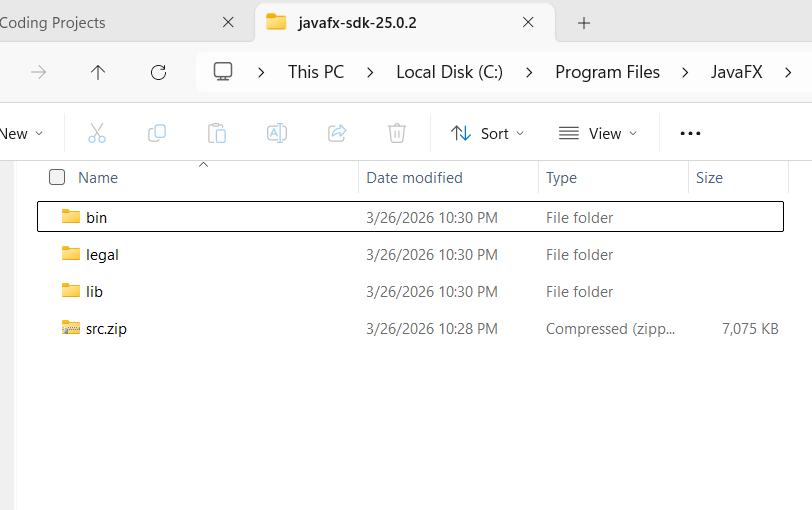 Coding Projects
javafx-sdk-25.0.2
This PC > Local Disk (C:) > Program Files > JavaFX >
New
Sort
View
Name Date modified Type Size
bin 3/26/2026 10:30 PM File folder
legal 3/26/2026 10:30 PM File folder
lib 3/26/2026 10:30 PM File folder
src.zip 3/26/2026 10:28 PM Compressed (zipp... 7,075 KB